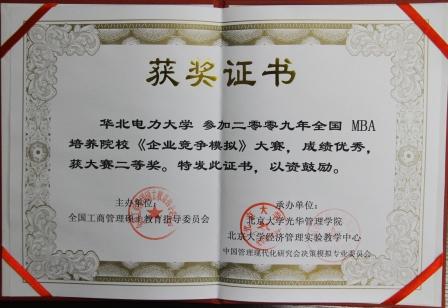 获奖证书
华北电力大学 参加二零零九年全国 MBA
培养院校《企业竞争模拟》大赛，成绩优秀，
获大赛二等奖。特发此证书，以资鼓励。
主办单位：
全国工商管理硕士教育指导委员会
承办单位：
北京大学光华管理学院
北京大学经济管理实验教学中心
中国管理现代化研究会决策模拟专业委员会